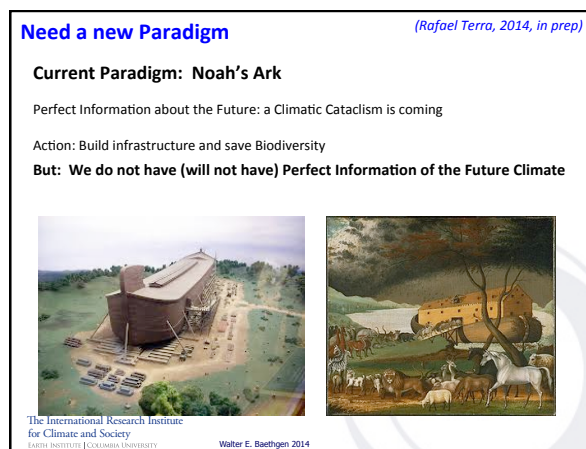 Need a new Paradigm
(Rafael Terra, 2014, in prep)
Current Paradigm: Noah's Ark
Perfect Information about the Future: a Climatic Cataclism is coming
Action: Build infrastructure and save Biodiversity
But: We do not have (will not have) Perfect Information of the Future Climate
The International Research Institute
for Climate and Society
EARTH INSTITUTE | COLUMBIA UNIVERSITY
Walter E. Baethgen 2014